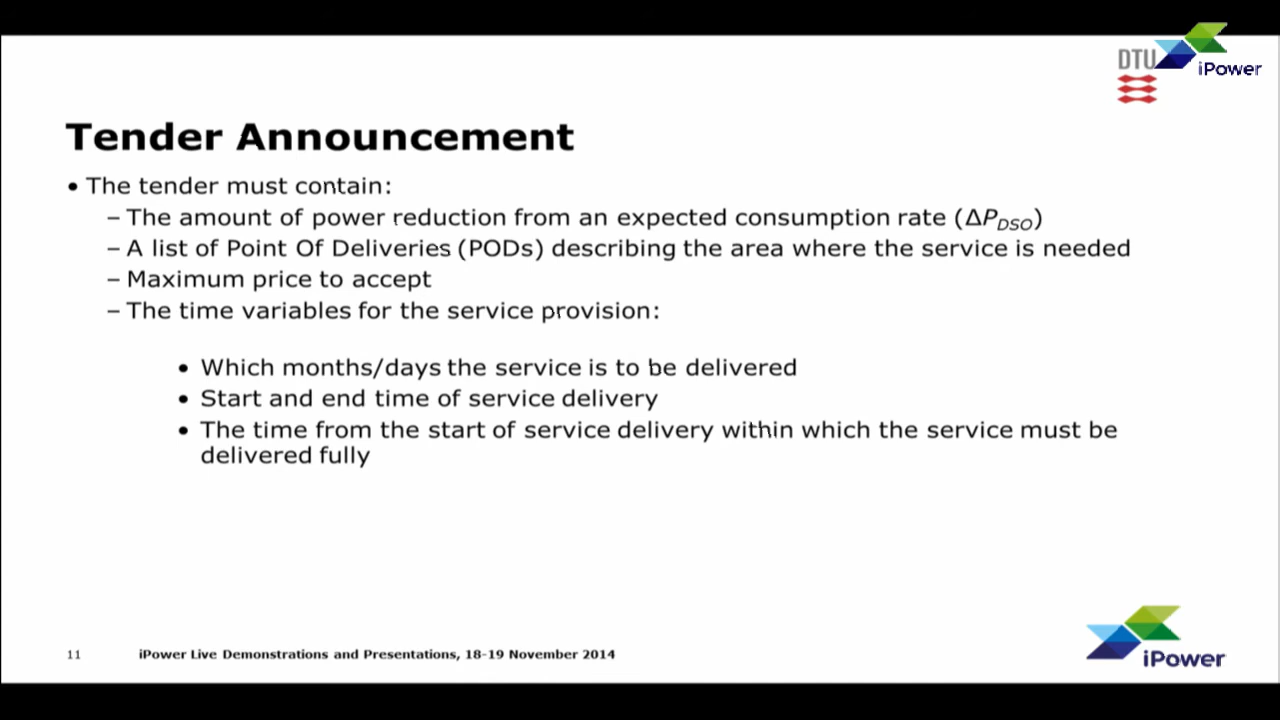 DTU
iPower
Tender Announcement
• The tender must contain:
– The amount of power reduction from an expected consumption rate (ΔP_DSO)
– A list of Point Of Deliveries (PODs) describing the area where the service is needed
– Maximum price to accept
– The time variables for the service provision:
• Which months/days the service is to be delivered
• Start and end time of service delivery
• The time from the start of service delivery within which the service must be
delivered fully
11 iPower Live Demonstrations and Presentations, 18-19 November 2014
iPower